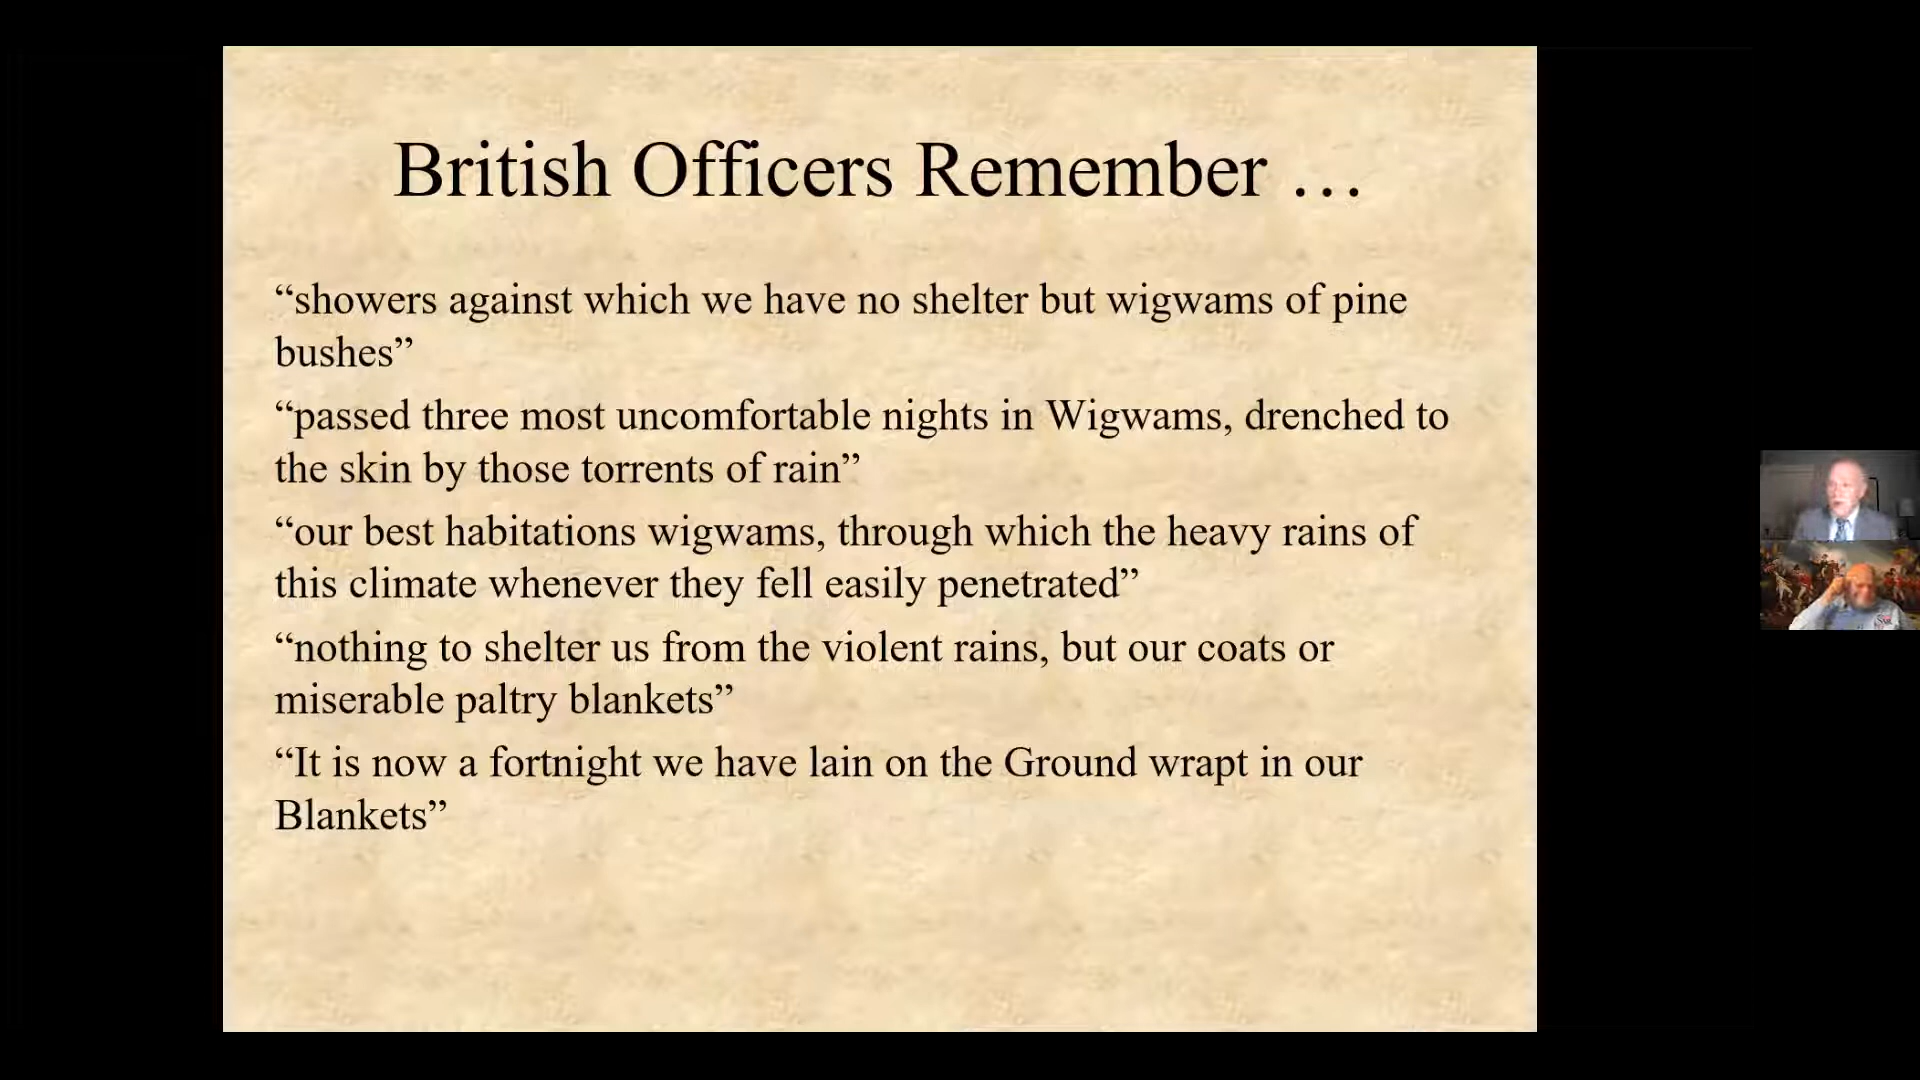 British Officers Remember …
“showers against which we have no shelter but wigwams of pine
bushes”
“passed three most uncomfortable nights in Wigwams, drenched to
the skin by those torrents of rain”
“our best habitations wigwams, through which the heavy rains of
this climate whenever they fell easily penetrated”
“nothing to shelter us from the violent rains, but our coats or
miserable paltry blankets”
“It is now a fortnight we have lain on the Ground wrapt in our
Blankets”